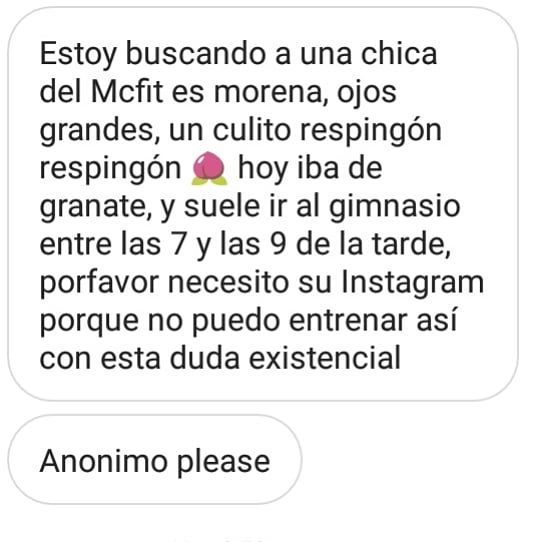 Estoy buscando a una chica
del Mcfit es morena, ojos
grandes, un culito respingón
respingón 🍑 hoy iba de
granate, y suele ir al gimnasio
entre las 7 y las 9 de la tarde,
porfavor necesito su Instagram
porque no puedo entrenar así
con esta duda existencial
Anonimo please